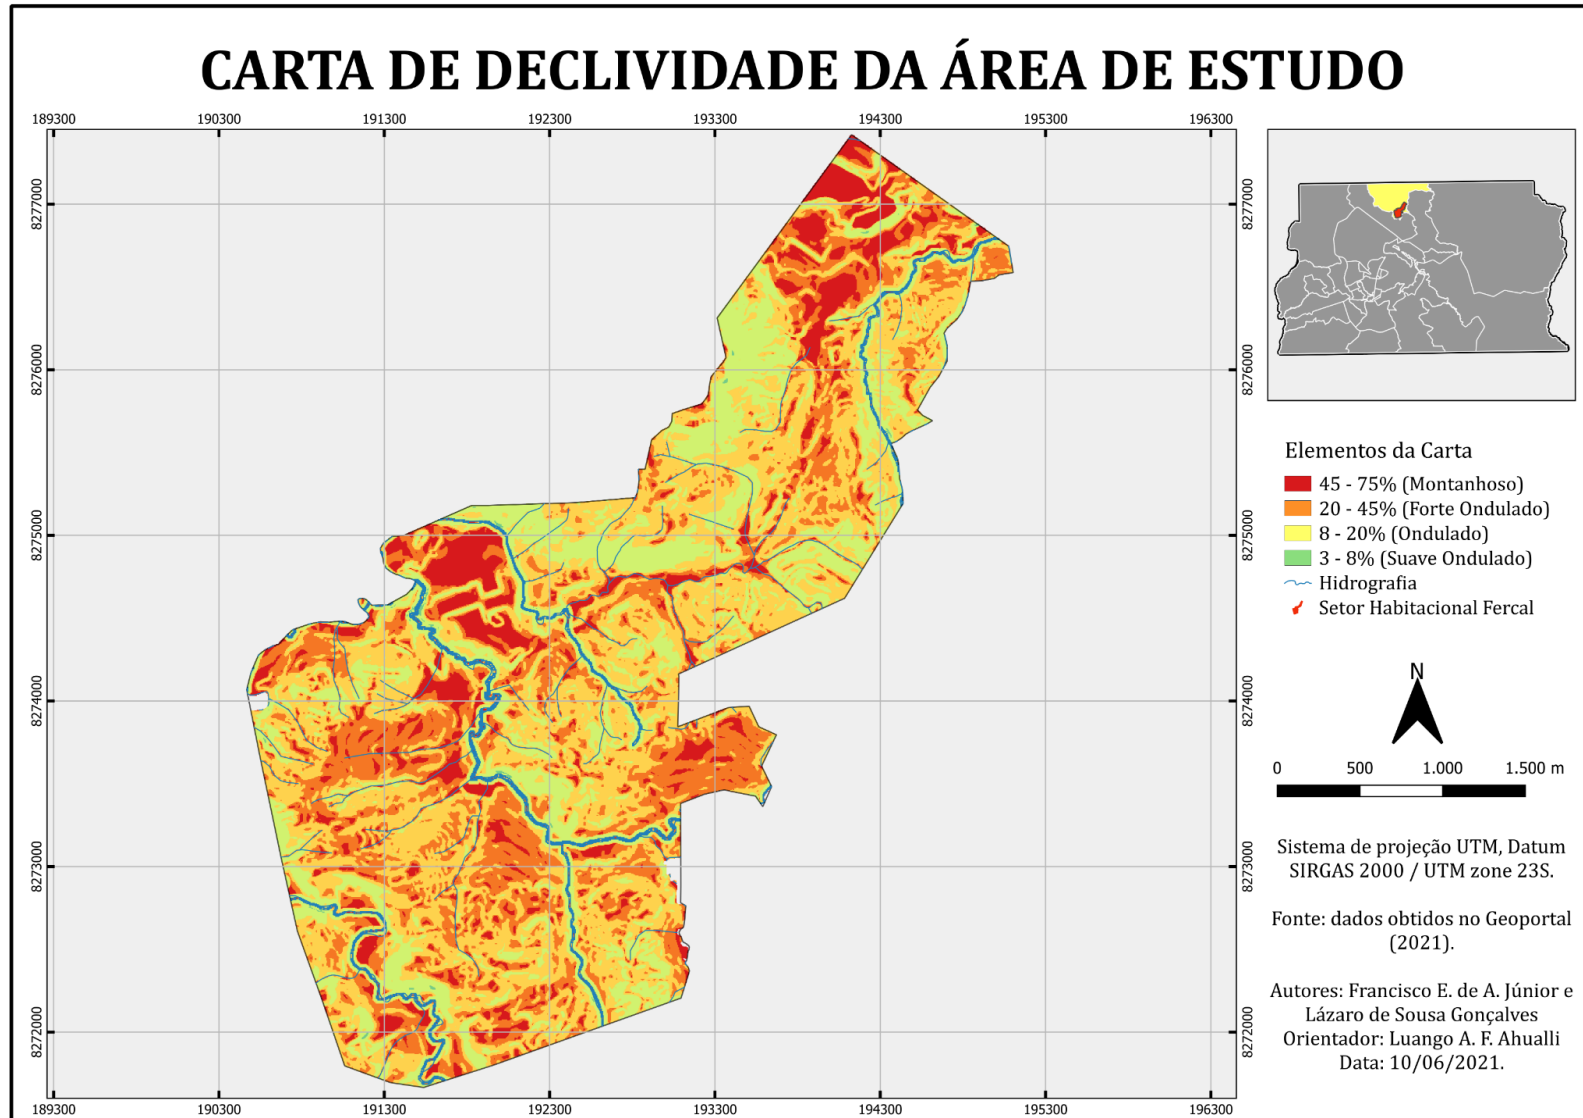 CARTA DE DECLIVIDADE DA ÁREA DE ESTUDO
189300 190300 191300 192300 193300 194300 195300 196300
8277000 8277000
8276000 8276000
8275000 8275000
8274000 8274000
8273000 8273000
8272000 8272000
189300 190300 191300 192300 193300 194300 195300 196300
Elementos da Carta
45 - 75% (Montanhoso)
20 - 45% (Forte Ondulado)
8 - 20% (Ondulado)
3 - 8% (Suave Ondulado)
Hidrografia
Setor Habitacional Fercal
N
0 500 1.000 1.500 m
Sistema de projeção UTM, Datum
SIRGAS 2000 / UTM zone 23S.
Fonte: dados obtidos no Geoportal
(2021).
Autores: Francisco E. de A. Júnior e
Lázaro de Sousa Gonçalves
Orientador: Luango A. F. Ahualli
Data: 10/06/2021.